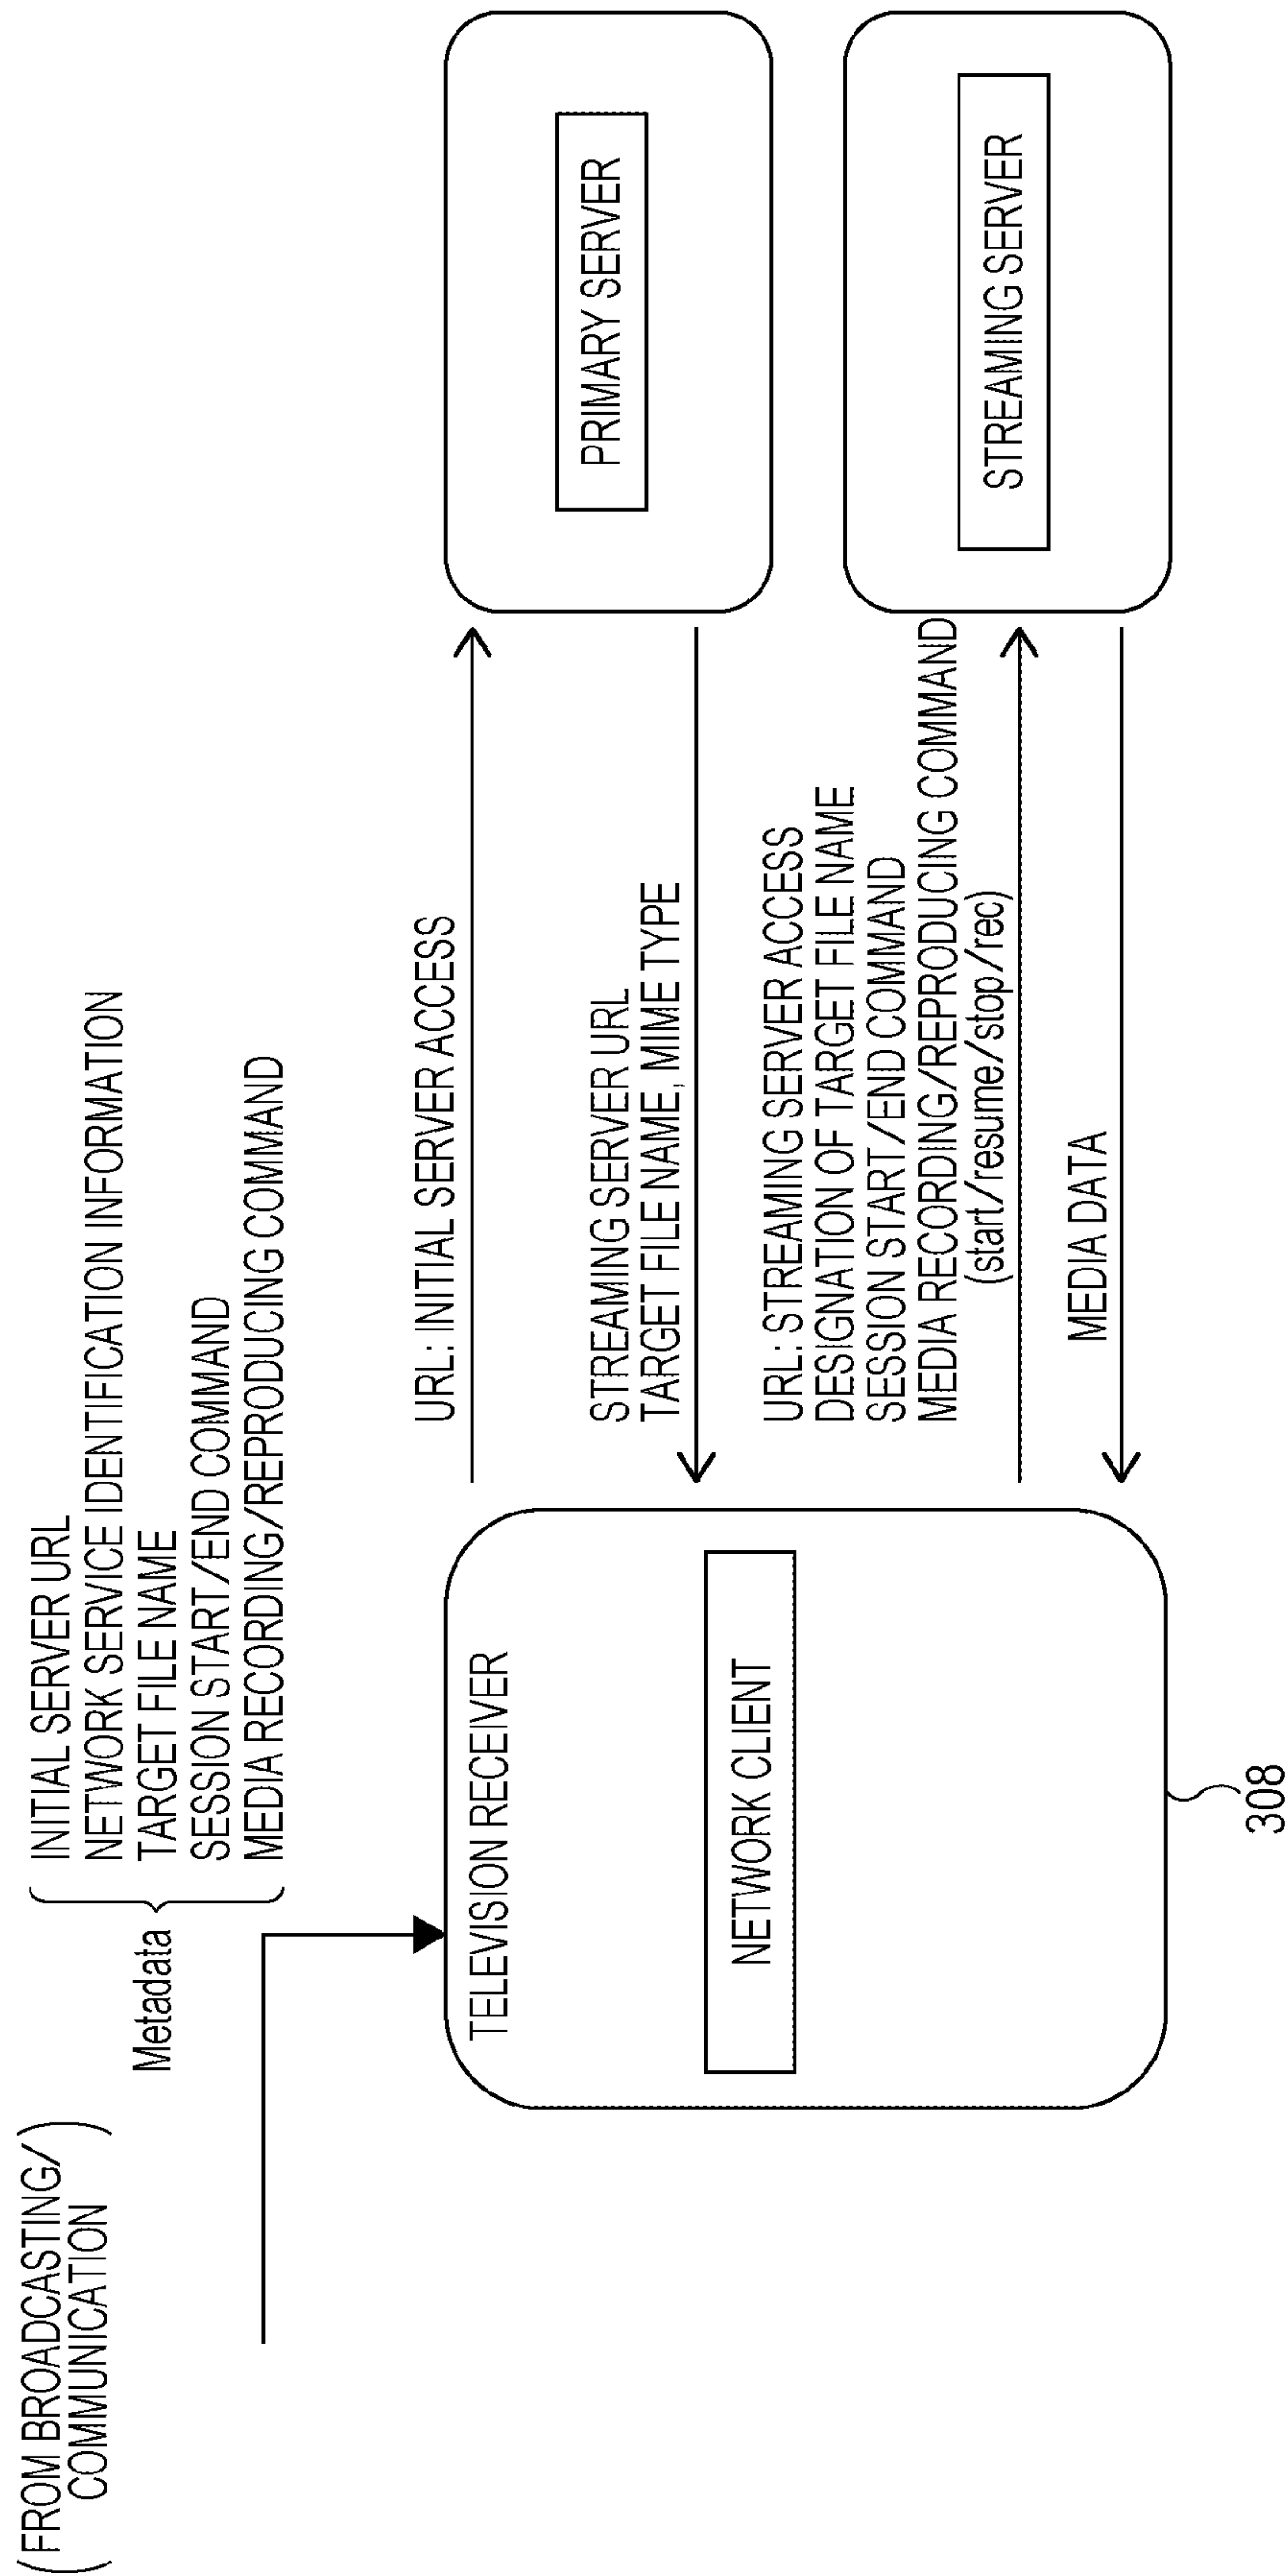 (FROM BROADCASTING/
COMMUNICATION)
Metadata
INITIAL SERVER URL
NETWORK SERVICE IDENTIFICATION INFORMATION
TARGET FILE NAME
SESSION START/END COMMAND
MEDIA RECORDING/REPRODUCING COMMAND
TELEVISION RECEIVER
NETWORK CLIENT
308
URL: INITIAL SERVER ACCESS
STREAMING SERVER URL
TARGET FILE NAME, MIME TYPE
URL: STREAMING SERVER ACCESS
DESIGNATION OF TARGET FILE NAME
SESSION START/END COMMAND
MEDIA RECORDING/REPRODUCING COMMAND
(start/resume/stop/rec)
MEDIA DATA
PRIMARY SERVER
STREAMING SERVER